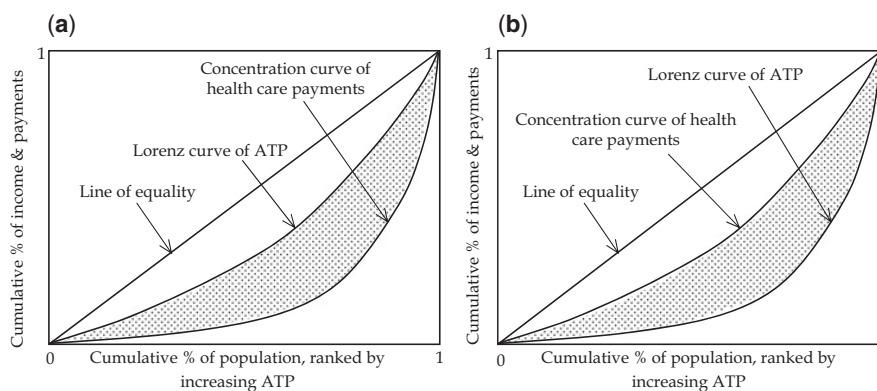 (a)
1
Cumulative % of income & payments
Concentration curve of
health care payments
Lorenz curve of ATP
Line of equality
0
1
Cumulative % of population, ranked by
increasing ATP
(b)
1
Cumulative % of income & payments
Lorenz curve of ATP
Concentration curve of health
care payments
Line of equality
0
Cumulative % of population, ranked by
increasing ATP